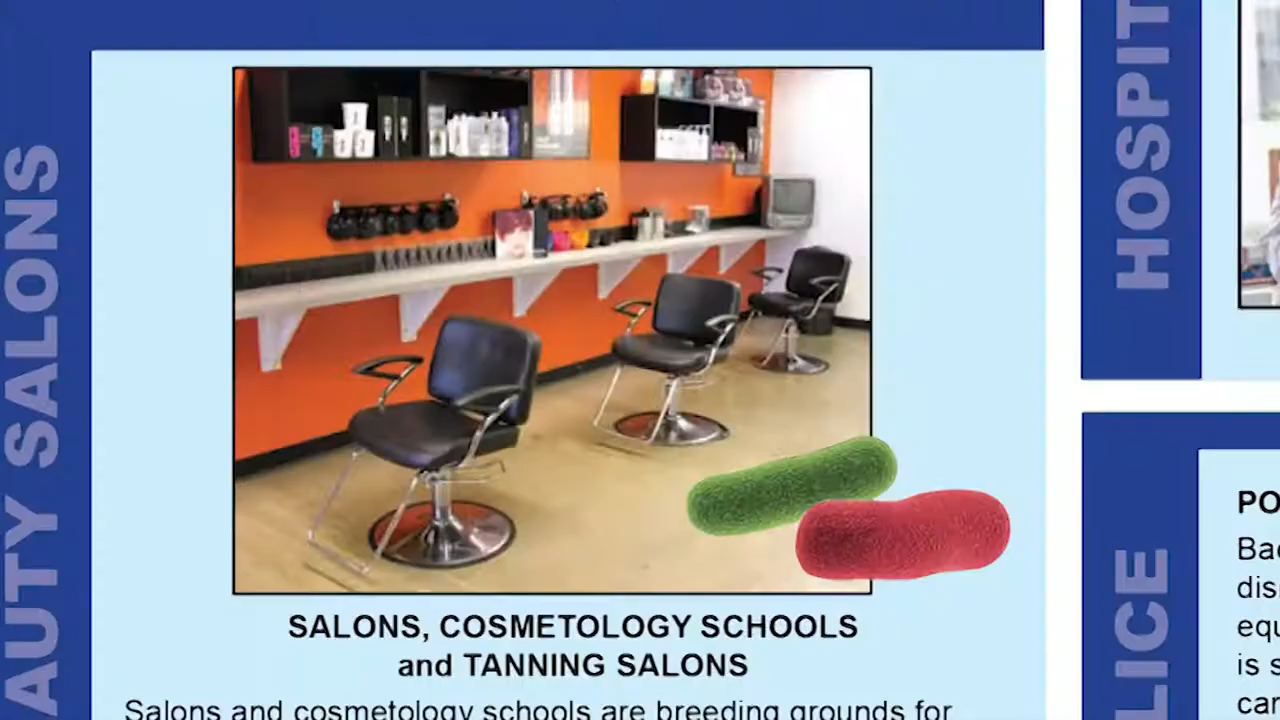 AUTY SALONS
SALONS, COSMETOLOGY SCHOOLS
and TANNING SALONS
Salons and cosmetology schools are breeding grounds for
HOSPIT
LICE
PO
Bac
disi
equ
is s
car